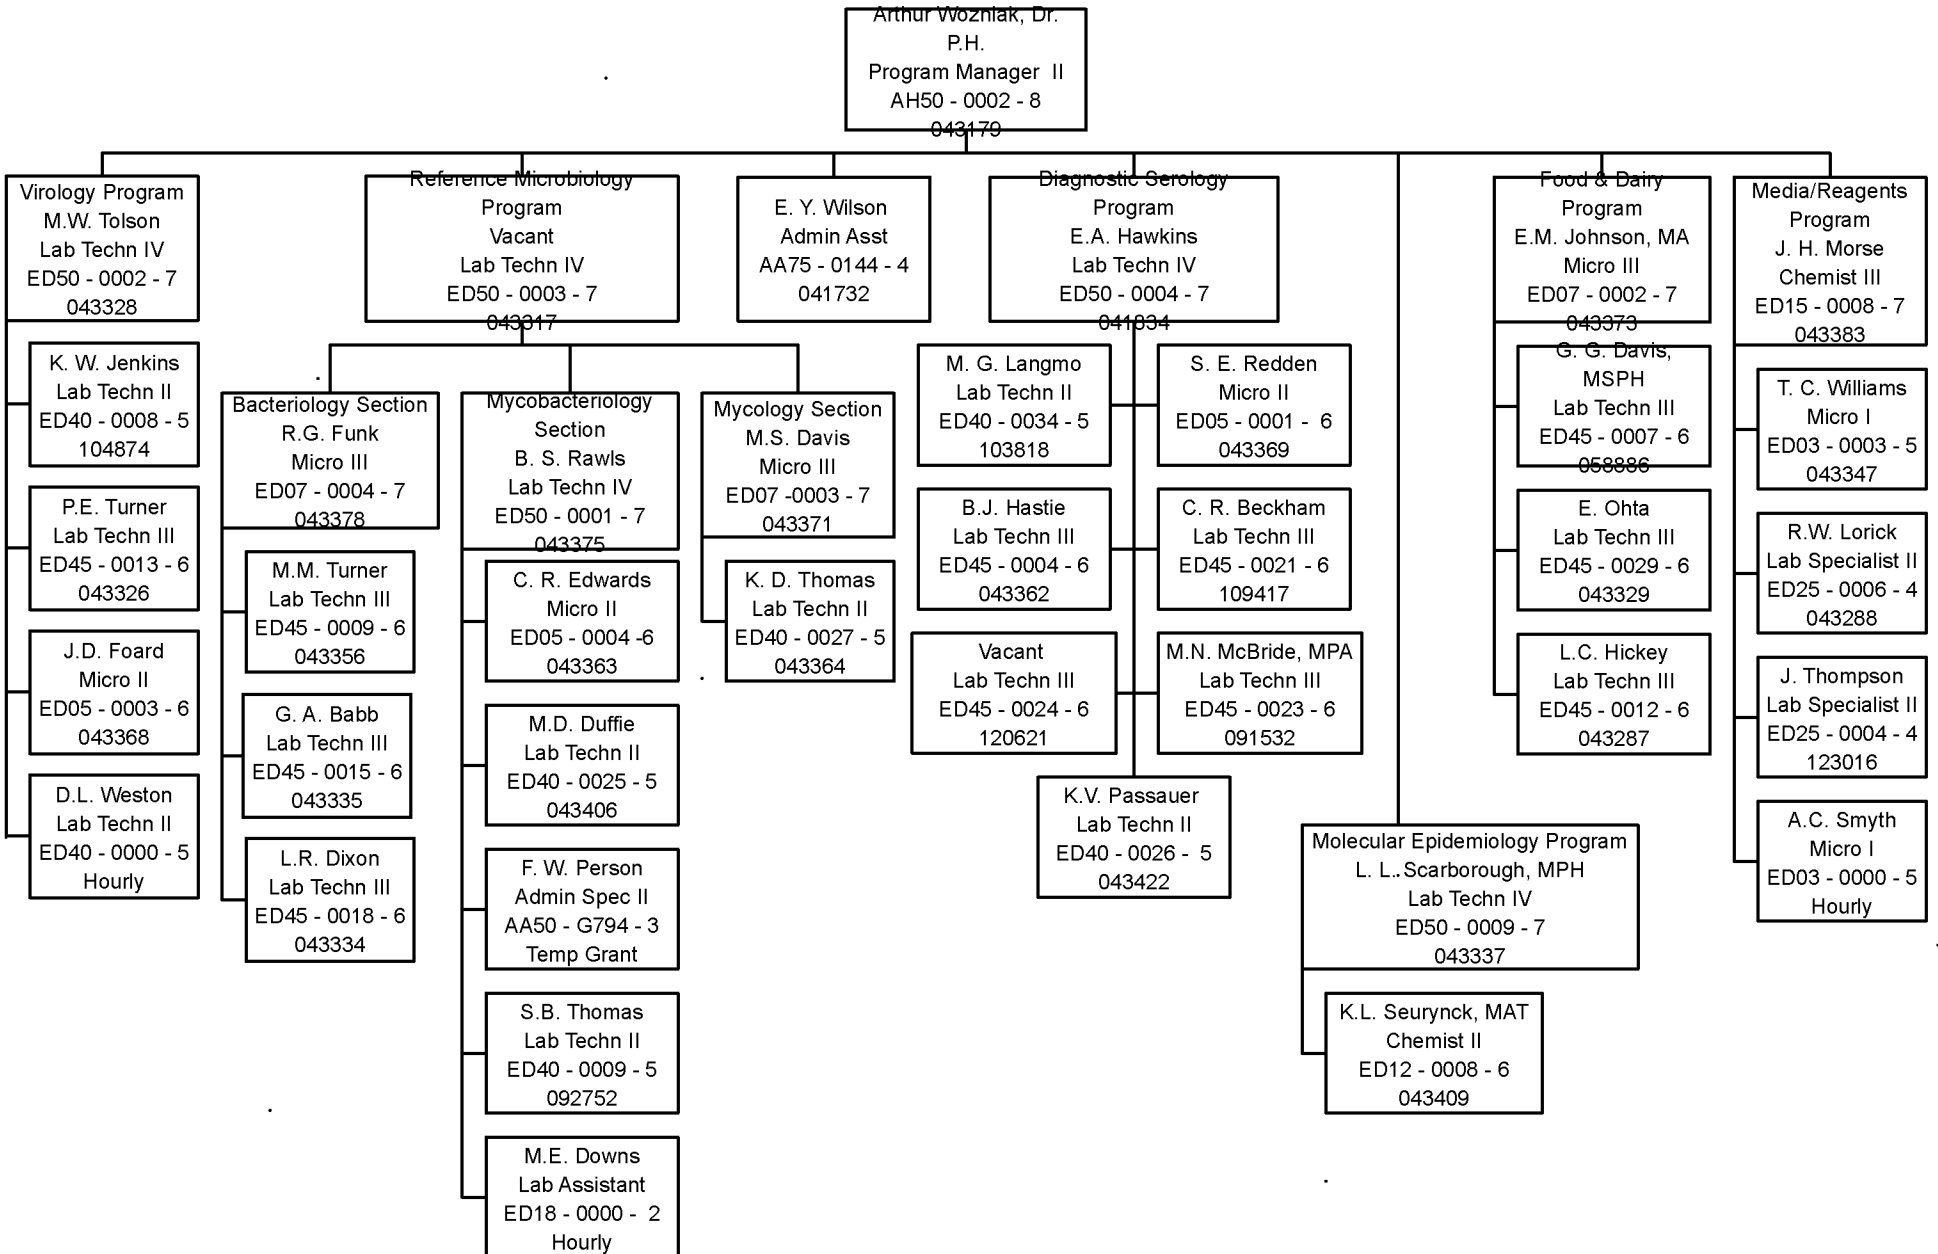 Arthur Wozniak, Dr.
P.H.
Program Manager II
AH50 - 0002 - 8
043179
Virology Program
M.W. Tolson
Lab Techn IV
ED50 - 0002 - 7
043328
K. W. Jenkins
Lab Techn II
ED40 - 0008 - 5
104874
P.E. Turner
Lab Techn III
ED45 - 0013 - 6
043326
J.D. Foard
Micro II
ED05 - 0003 - 6
043368
D.L. Weston
Lab Techn II
ED40 - 0000 - 5
Hourly
Reference Microbiology
Program
Vacant
Lab Techn IV
ED50 - 0003 - 7
043317
Bacteriology Section
R.G. Funk
Micro III
ED07 - 0004 - 7
043378
M.M. Turner
Lab Techn III
ED45 - 0009 - 6
043356
G. A. Babb
Lab Techn III
ED45 - 0015 - 6
043335
L.R. Dixon
Lab Techn III
ED45 - 0018 - 6
043334
Mycobacteriology
Section
B. S. Rawls
Lab Techn IV
ED50 - 0001 - 7
043375
C. R. Edwards
Micro II
ED05 - 0004 -6
043363
M.D. Duffie
Lab Techn II
ED40 - 0025 - 5
043406
F. W. Person
Admin Spec II
AA50 - G794 - 3
Temp Grant
S.B. Thomas
Lab Techn II
ED40 - 0009 - 5
092752
M.E. Downs
Lab Assistant
ED18 - 0000 - 2
Hourly
Mycology Section
M.S. Davis
Micro III
ED07 -0003 - 7
043371
K. D. Thomas
Lab Techn II
ED40 - 0027 - 5
043364
E. Y. Wilson
Admin Asst
AA75 - 0144 - 4
041732
Diagnostic Serology
Program
E.A. Hawkins
Lab Techn IV
ED50 - 0004 - 7
041834
M. G. Langmo
Lab Techn II
ED40 - 0034 - 5
103818
S. E. Redden
Micro II
ED05 - 0001 - 6
043369
B.J. Hastie
Lab Techn III
ED45 - 0004 - 6
043362
C. R. Beckham
Lab Techn III
ED45 - 0021 - 6
109417
Vacant
Lab Techn III
ED45 - 0024 - 6
120621
M.N. McBride, MPA
Lab Techn III
ED45 - 0023 - 6
091532
K.V. Passauer
Lab Techn II
ED40 - 0026 - 5
043422
Molecular Epidemiology Program
L. L. Scarborough, MPH
Lab Techn IV
ED50 - 0009 - 7
043337
K.L. Seurynck, MAT
Chemist II
ED12 - 0008 - 6
043409
Food & Dairy
Program
E.M. Johnson, MA
Micro III
ED07 - 0002 - 7
043373
G. G. Davis,
MSPH
Lab Techn III
ED45 - 0007 - 6
058886
E. Ohta
Lab Techn III
ED45 - 0029 - 6
043329
L.C. Hickey
Lab Techn III
ED45 - 0012 - 6
043287
Media/Reagents
Program
J. H. Morse
Chemist III
ED15 - 0008 - 7
043383
T. C. Williams
Micro I
ED03 - 0003 - 5
043347
R.W. Lorick
Lab Specialist II
ED25 - 0006 - 4
043288
J. Thompson
Lab Specialist II
ED25 - 0004 - 4
123016
A.C. Smyth
Micro I
ED03 - 0000 - 5
Hourly